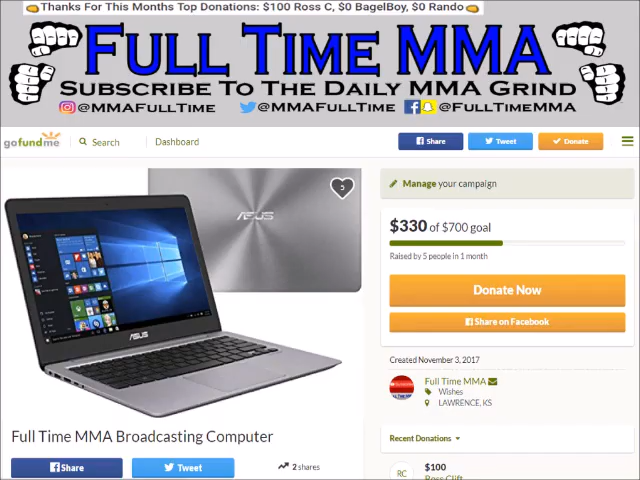 Thanks For This Months Top Donations: $100 Ross C, $0 BagelBoy, $0 Rando
FULL TIME MMA
SUBSCRIBE TO THE DAILY MMA GRIND
@MMAFULLTIME @MMAFULLTIME @FULLTIMEMMA
gofundme Search Dashboard Share Tweet Donate
5
ASUS
ASUS
Manage your campaign
$330 of $700 goal
Raised by 5 people in 1 month
Donate Now
Share on Facebook
Created November 3, 2017
Full Time MMA
Wishes
LAWRENCE, KS
Full Time MMA Broadcasting Computer
Share Tweet 2 shares
Recent Donations
RC $100
Ross Clift